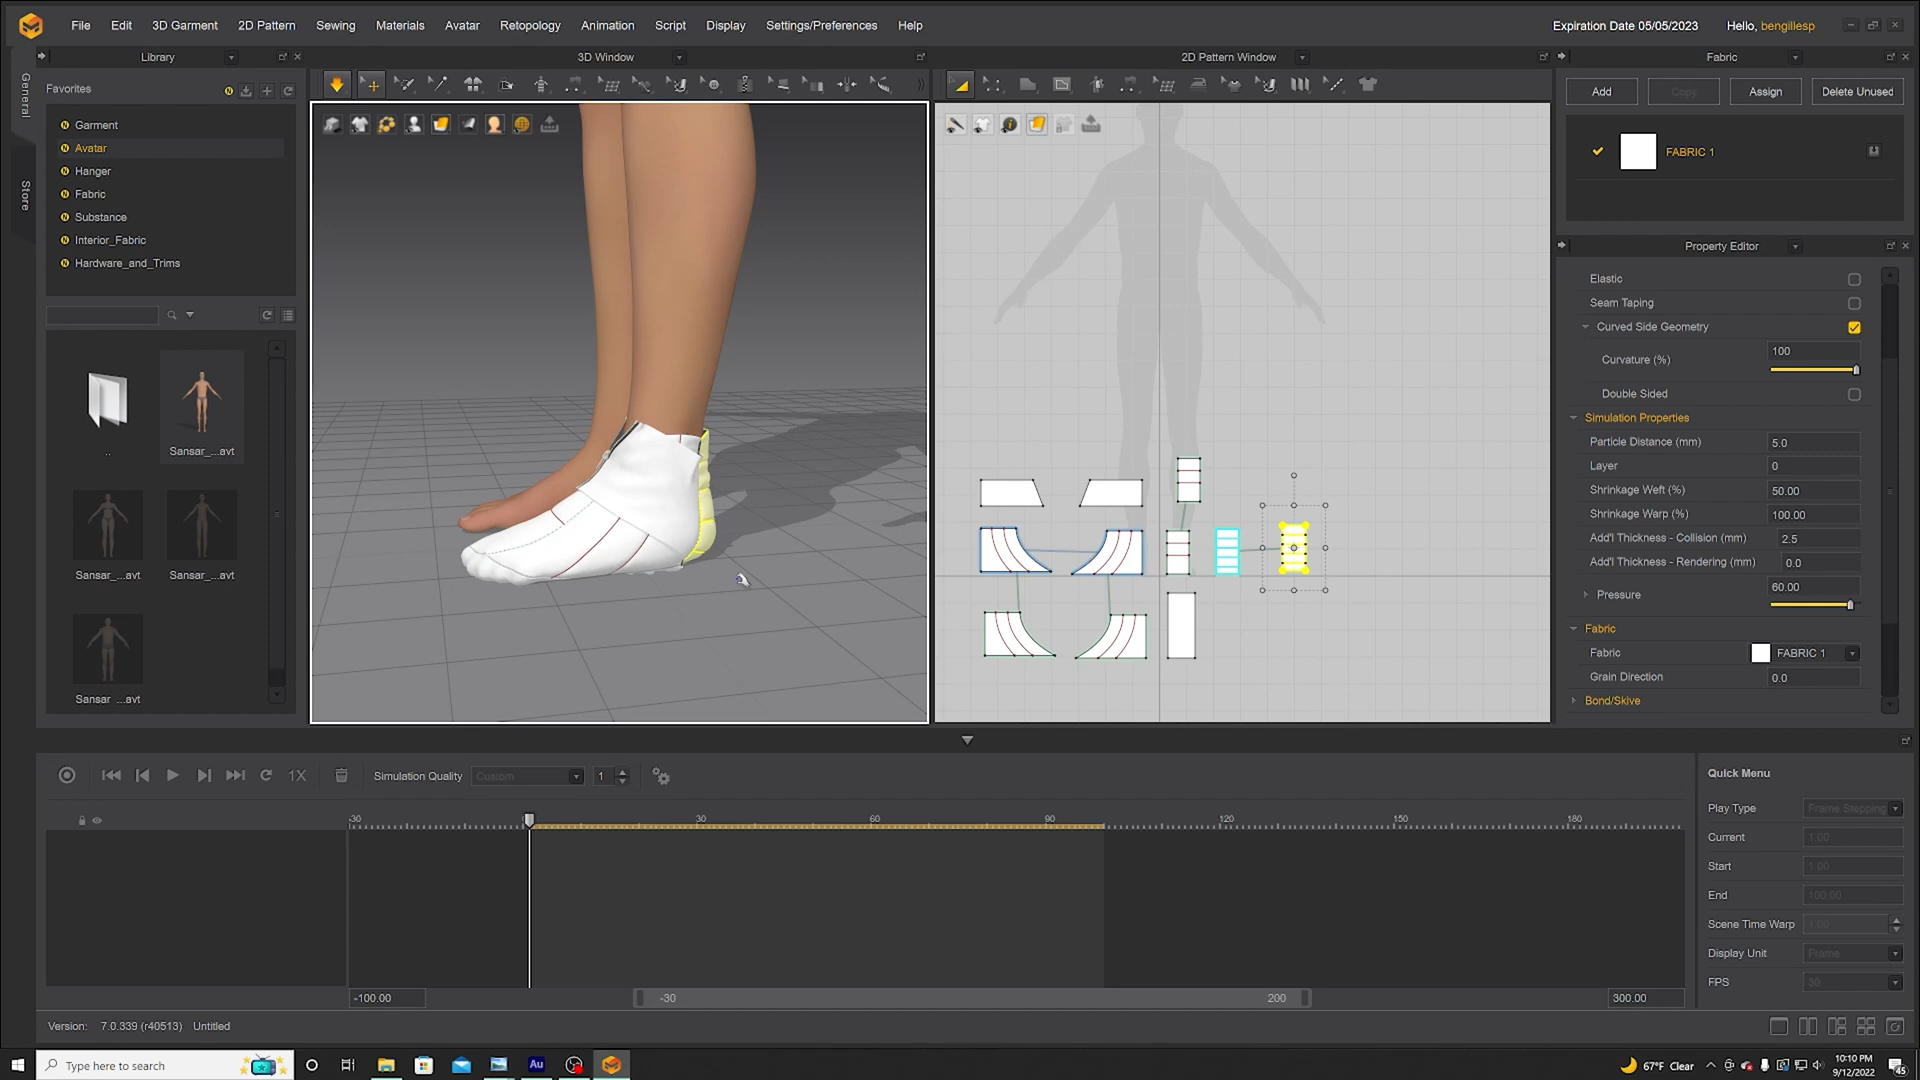 File Edit 3D Garment 2D Pattern Sewing Materials Avatar Retopology Animation Script Display Settings/Preferences Help
Expiration Date 05/05/2023 Hello, bengillesp
Library
3D Window
2D Pattern Window
Fabric
General
Store
Favorites
Garment
Avatar
Hanger
Fabric
Substance
Interior_Fabric
Hardware_and_Trims
..
Sansar_...avt
Sansar_...avt
Sansar_...avt
Sansar ...avt
Add Copy Assign Delete Unused
FABRIC 1
Property Editor
Elastic
Seam Taping
Curved Side Geometry
Curvature (%) 100
Double Sided
Simulation Properties
Particle Distance (mm) 5.0
Layer 0
Shrinkage Weft (%) 50.00
Shrinkage Warp (%) 100.00
Add'l Thickness - Collision (mm) 2.5
Add'l Thickness - Rendering (mm) 0.0
Pressure 60.00
Fabric
Fabric FABRIC 1
Grain Direction 0.0
Bond/Skive
1X
Simulation Quality Custom 1
-30 30 60 90 120 150 180
-100.00 -30 200 300.00
Quick Menu
Play Type Frame Stepping
Current 1.00
Start 1.00
End 100.00
Scene Time Warp 1.00
Display Unit Frame
FPS 30
Version: 7.0.339 (r40513) Untitled
Type here to search
Au
67°F Clear
10:10 PM
9/12/2022
45